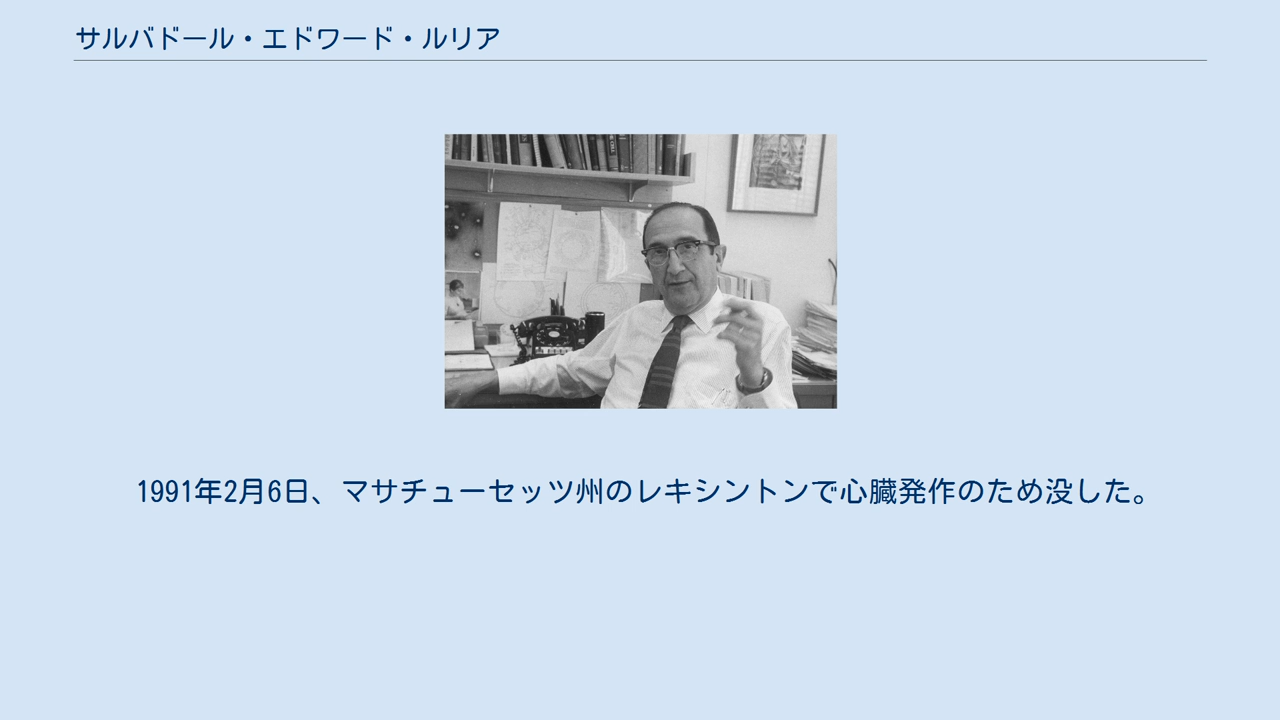 サルバドール・エドワード・ルリア
1991年2月6日、マサチューセッツ州のレキシントンで心臓発作のため没した。